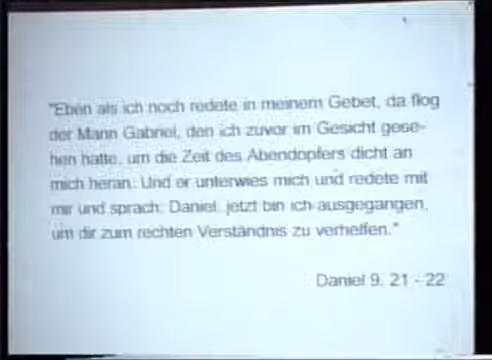 "Eben als ich noch redete in meinem Gebet, da flog
der Mann Gabriel, den ich zuvor im Gesicht gese-
hen hatte, um die Zeit des Abendopfers dicht an
mich heran. Und er unterwies mich und redete mit
mir und sprach: Daniel, jetzt bin ich ausgegangen,
um dir zum rechten Verständnis zu verhelfen."
Daniel 9, 21 - 22